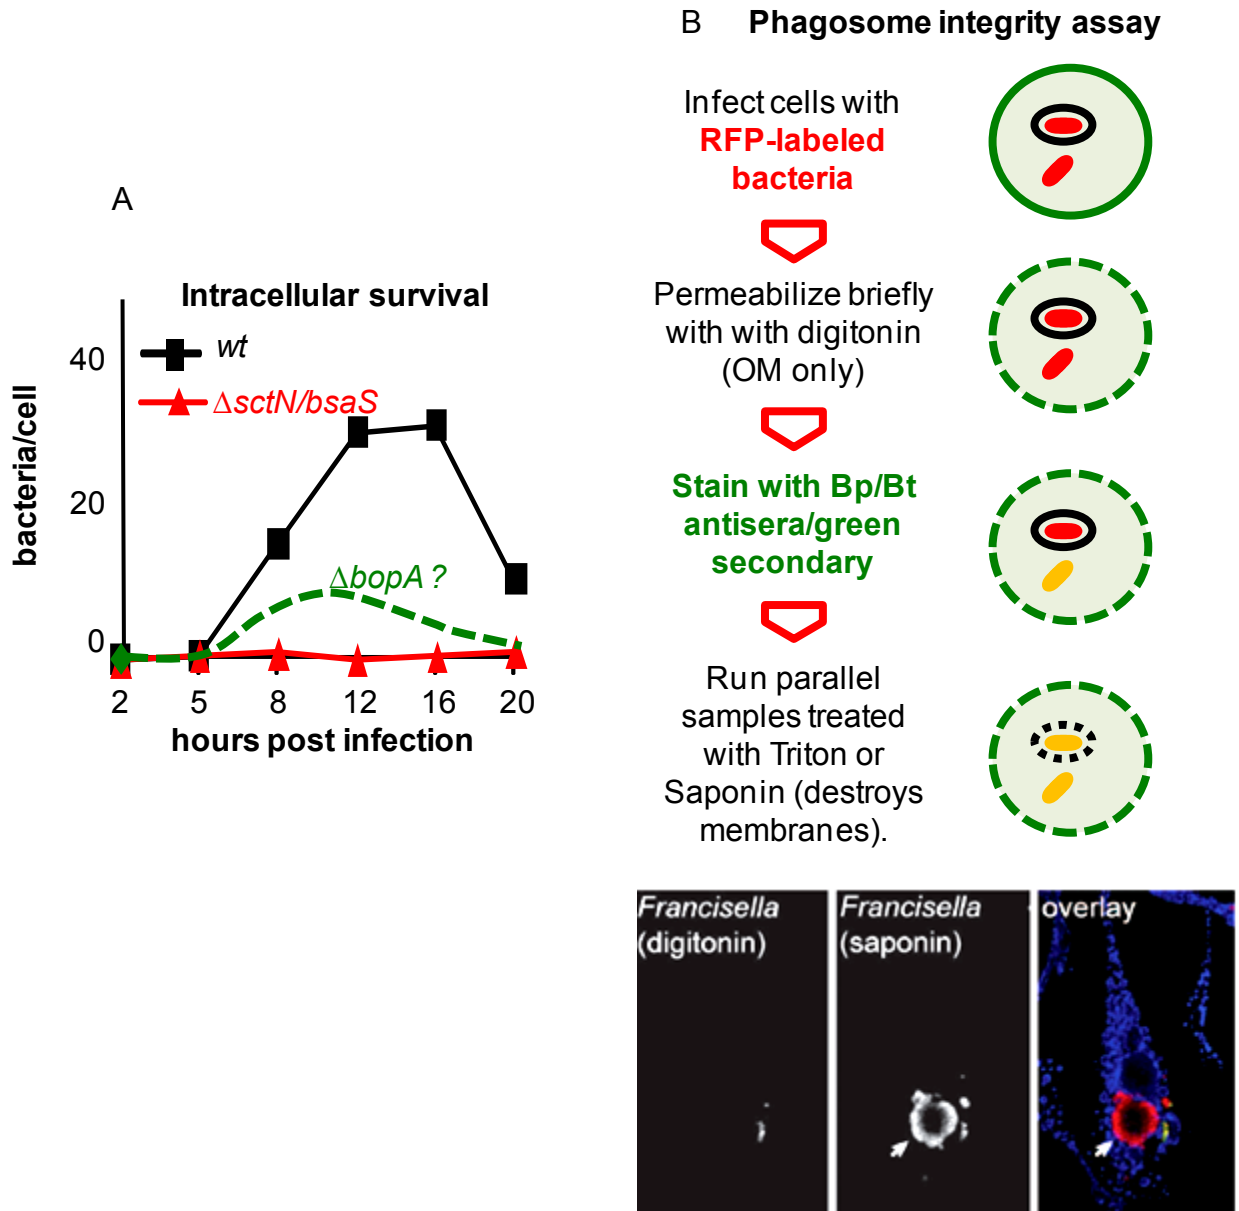 A
Intracellular survival
wt
ΔsctN/bsaS
ΔbopA ?
bacteria/cell
40
20
0
2 5 8 12 16 20
hours post infection
B Phagosome integrity assay
Infect cells with
RFP-labeled
bacteria
Permeabilize briefly
with with digitonin
(OM only)
Stain with Bp/Bt
antisera/green
secondary
Run parallel
samples treated
with Triton or
Saponin (destroys
membranes).
Francisella
(digitonin)
Francisella
(saponin)
overlay